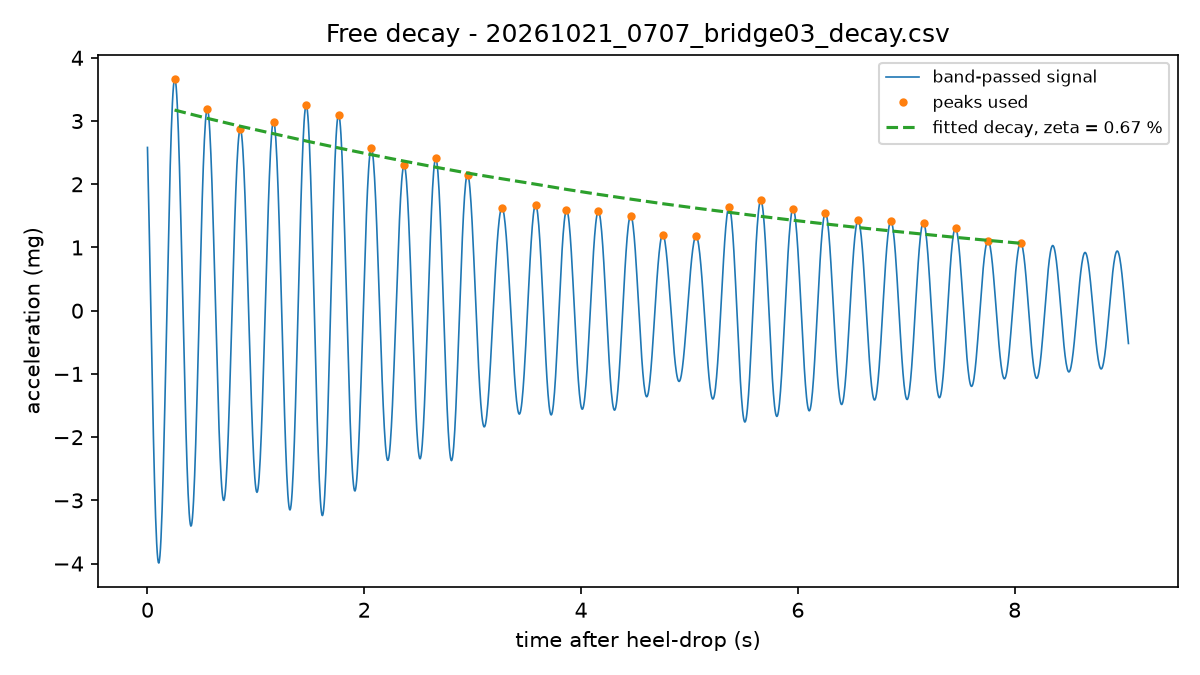 Free decay - 20261021_0707_bridge03_decay.csv
4
3
2
1
0
−1
−2
−3
−4
acceleration (mg)
band-passed signal
peaks used
fitted decay, zeta = 0.67 %
0
2
4
6
8
time after heel-drop (s)